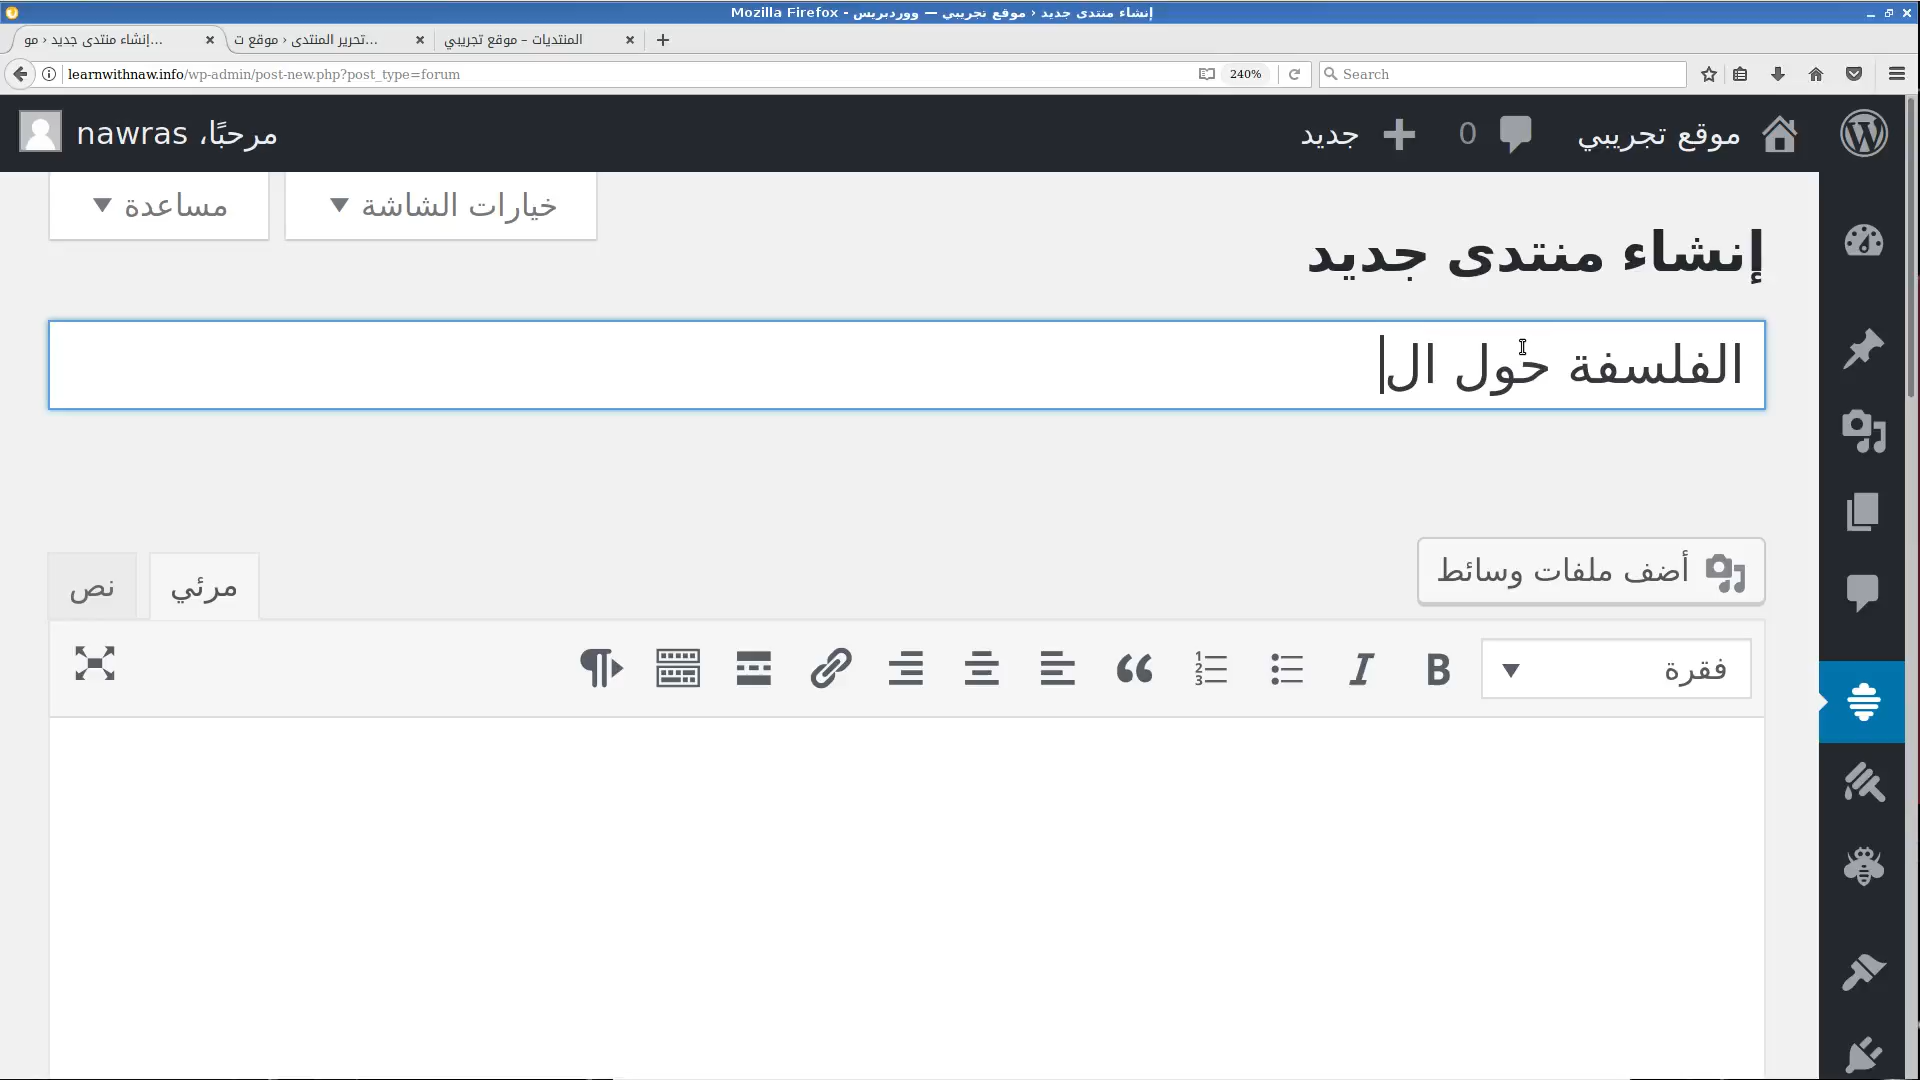 إنشاء منتدى جديد ‹ موقع تجريبي — ووردبريس - Mozilla Firefox
إنشاء منتدى جديد ‹ مو...
تحرير المنتدى ‹ موقع ت...
المنتديات – موقع تجريبي
learnwithnaw.info/wp-admin/post-new.php?post_type=forum
240%
Search
موقع تجريبي
0
جديد
مرحبًا، nawras
خيارات الشاشة
مساعدة
إنشاء منتدى جديد
الفلسفة حول ال
أضف ملفات وسائط
مرئي
نص
فقرة